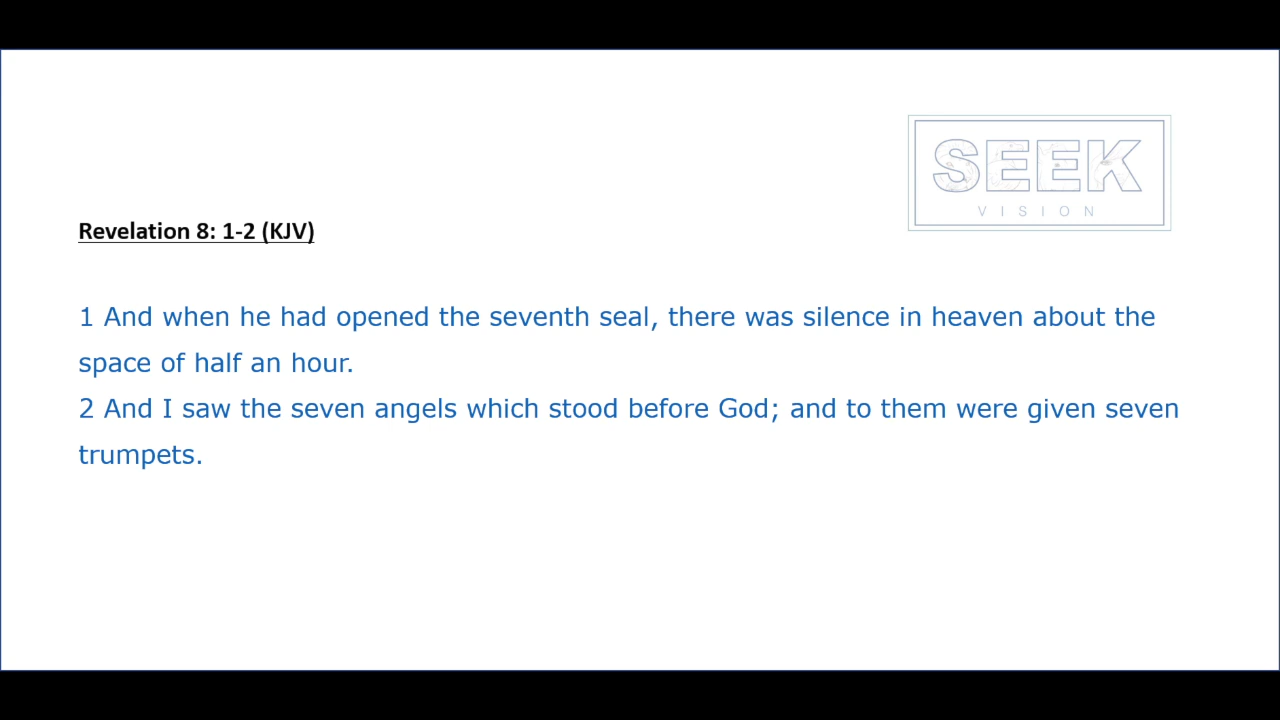 SEEK
VISION
Revelation 8: 1-2 (KJV)
1 And when he had opened the seventh seal, there was silence in heaven about the
space of half an hour.
2 And I saw the seven angels which stood before God; and to them were given seven
trumpets.